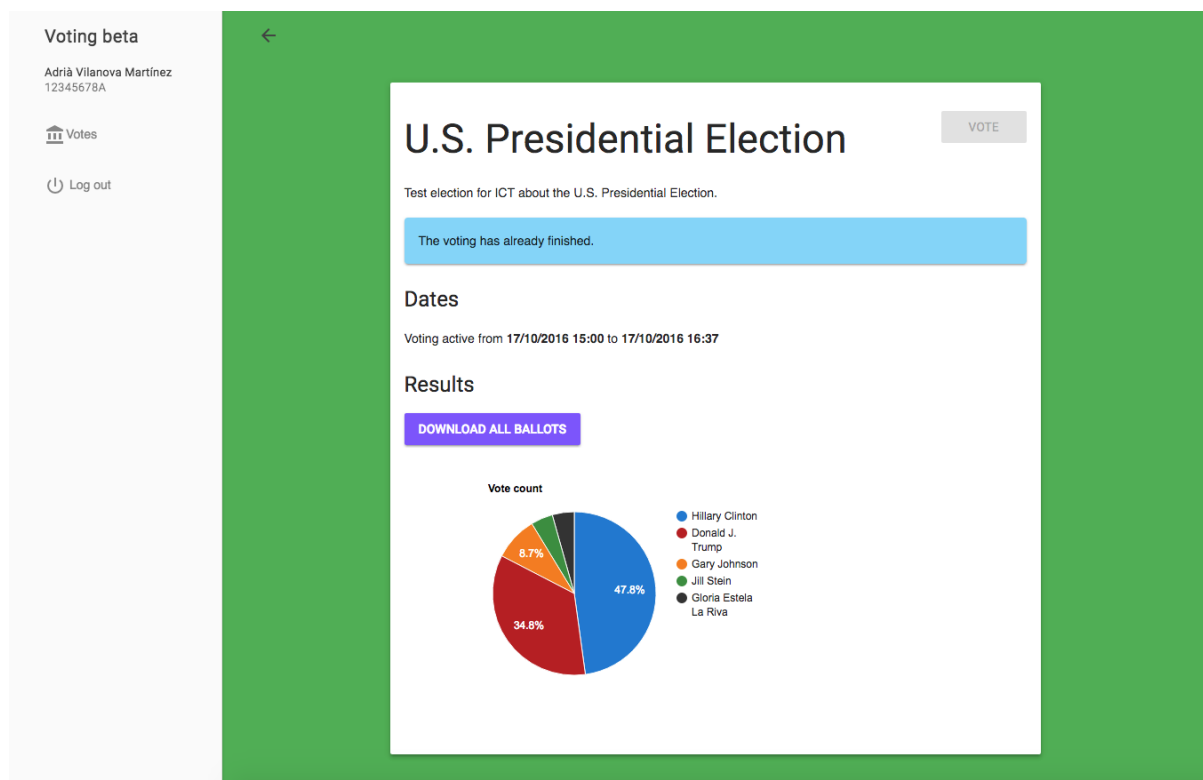 Voting beta
Adrià Vilanova Martínez
12345678A
Votes
Log out
U.S. Presidential Election
VOTE
Test election for ICT about the U.S. Presidential Election.
The voting has already finished.
Dates
Voting active from 17/10/2016 15:00 to 17/10/2016 16:37
Results
DOWNLOAD ALL BALLOTS
Vote count
8.7%
47.8%
34.8%
Hillary Clinton
Donald J.
Trump
Gary Johnson
Jill Stein
Gloria Estela
La Riva